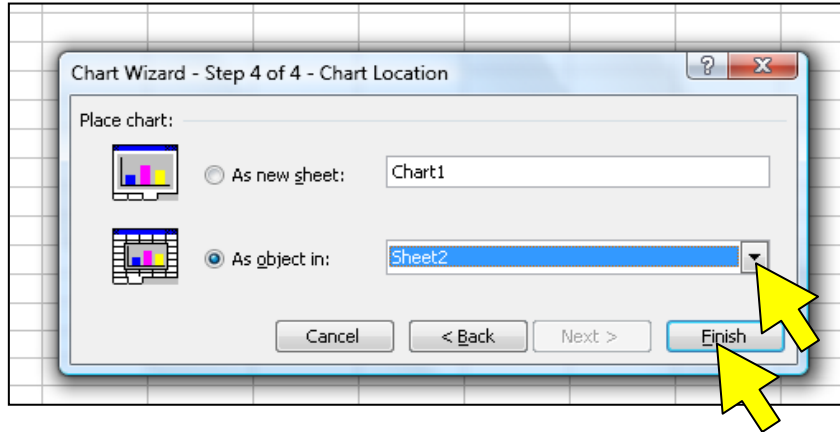 Chart Wizard - Step 4 of 4 - Chart Location
?
Place chart:
As new sheet: Chart1
As object in: Sheet2
Cancel < Back Next > Finish